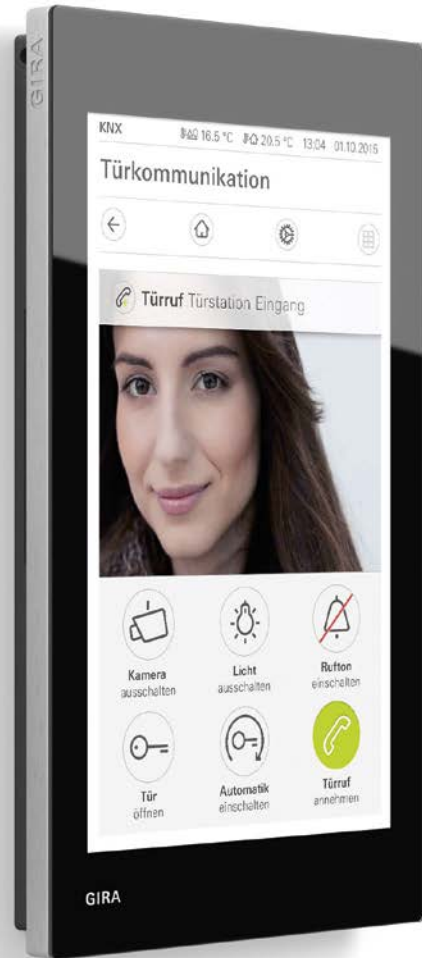 GIRA
KNX 16.5 °C 20.5 °C 13:04 01.10.2015
Türkommunikation
Türruf Türstation Eingang
Kamera
ausschalten
Licht
ausschalten
Rufton
einschalten
Tür
öffnen
Automatik
einschalten
Türruf
annehmen
GIRA